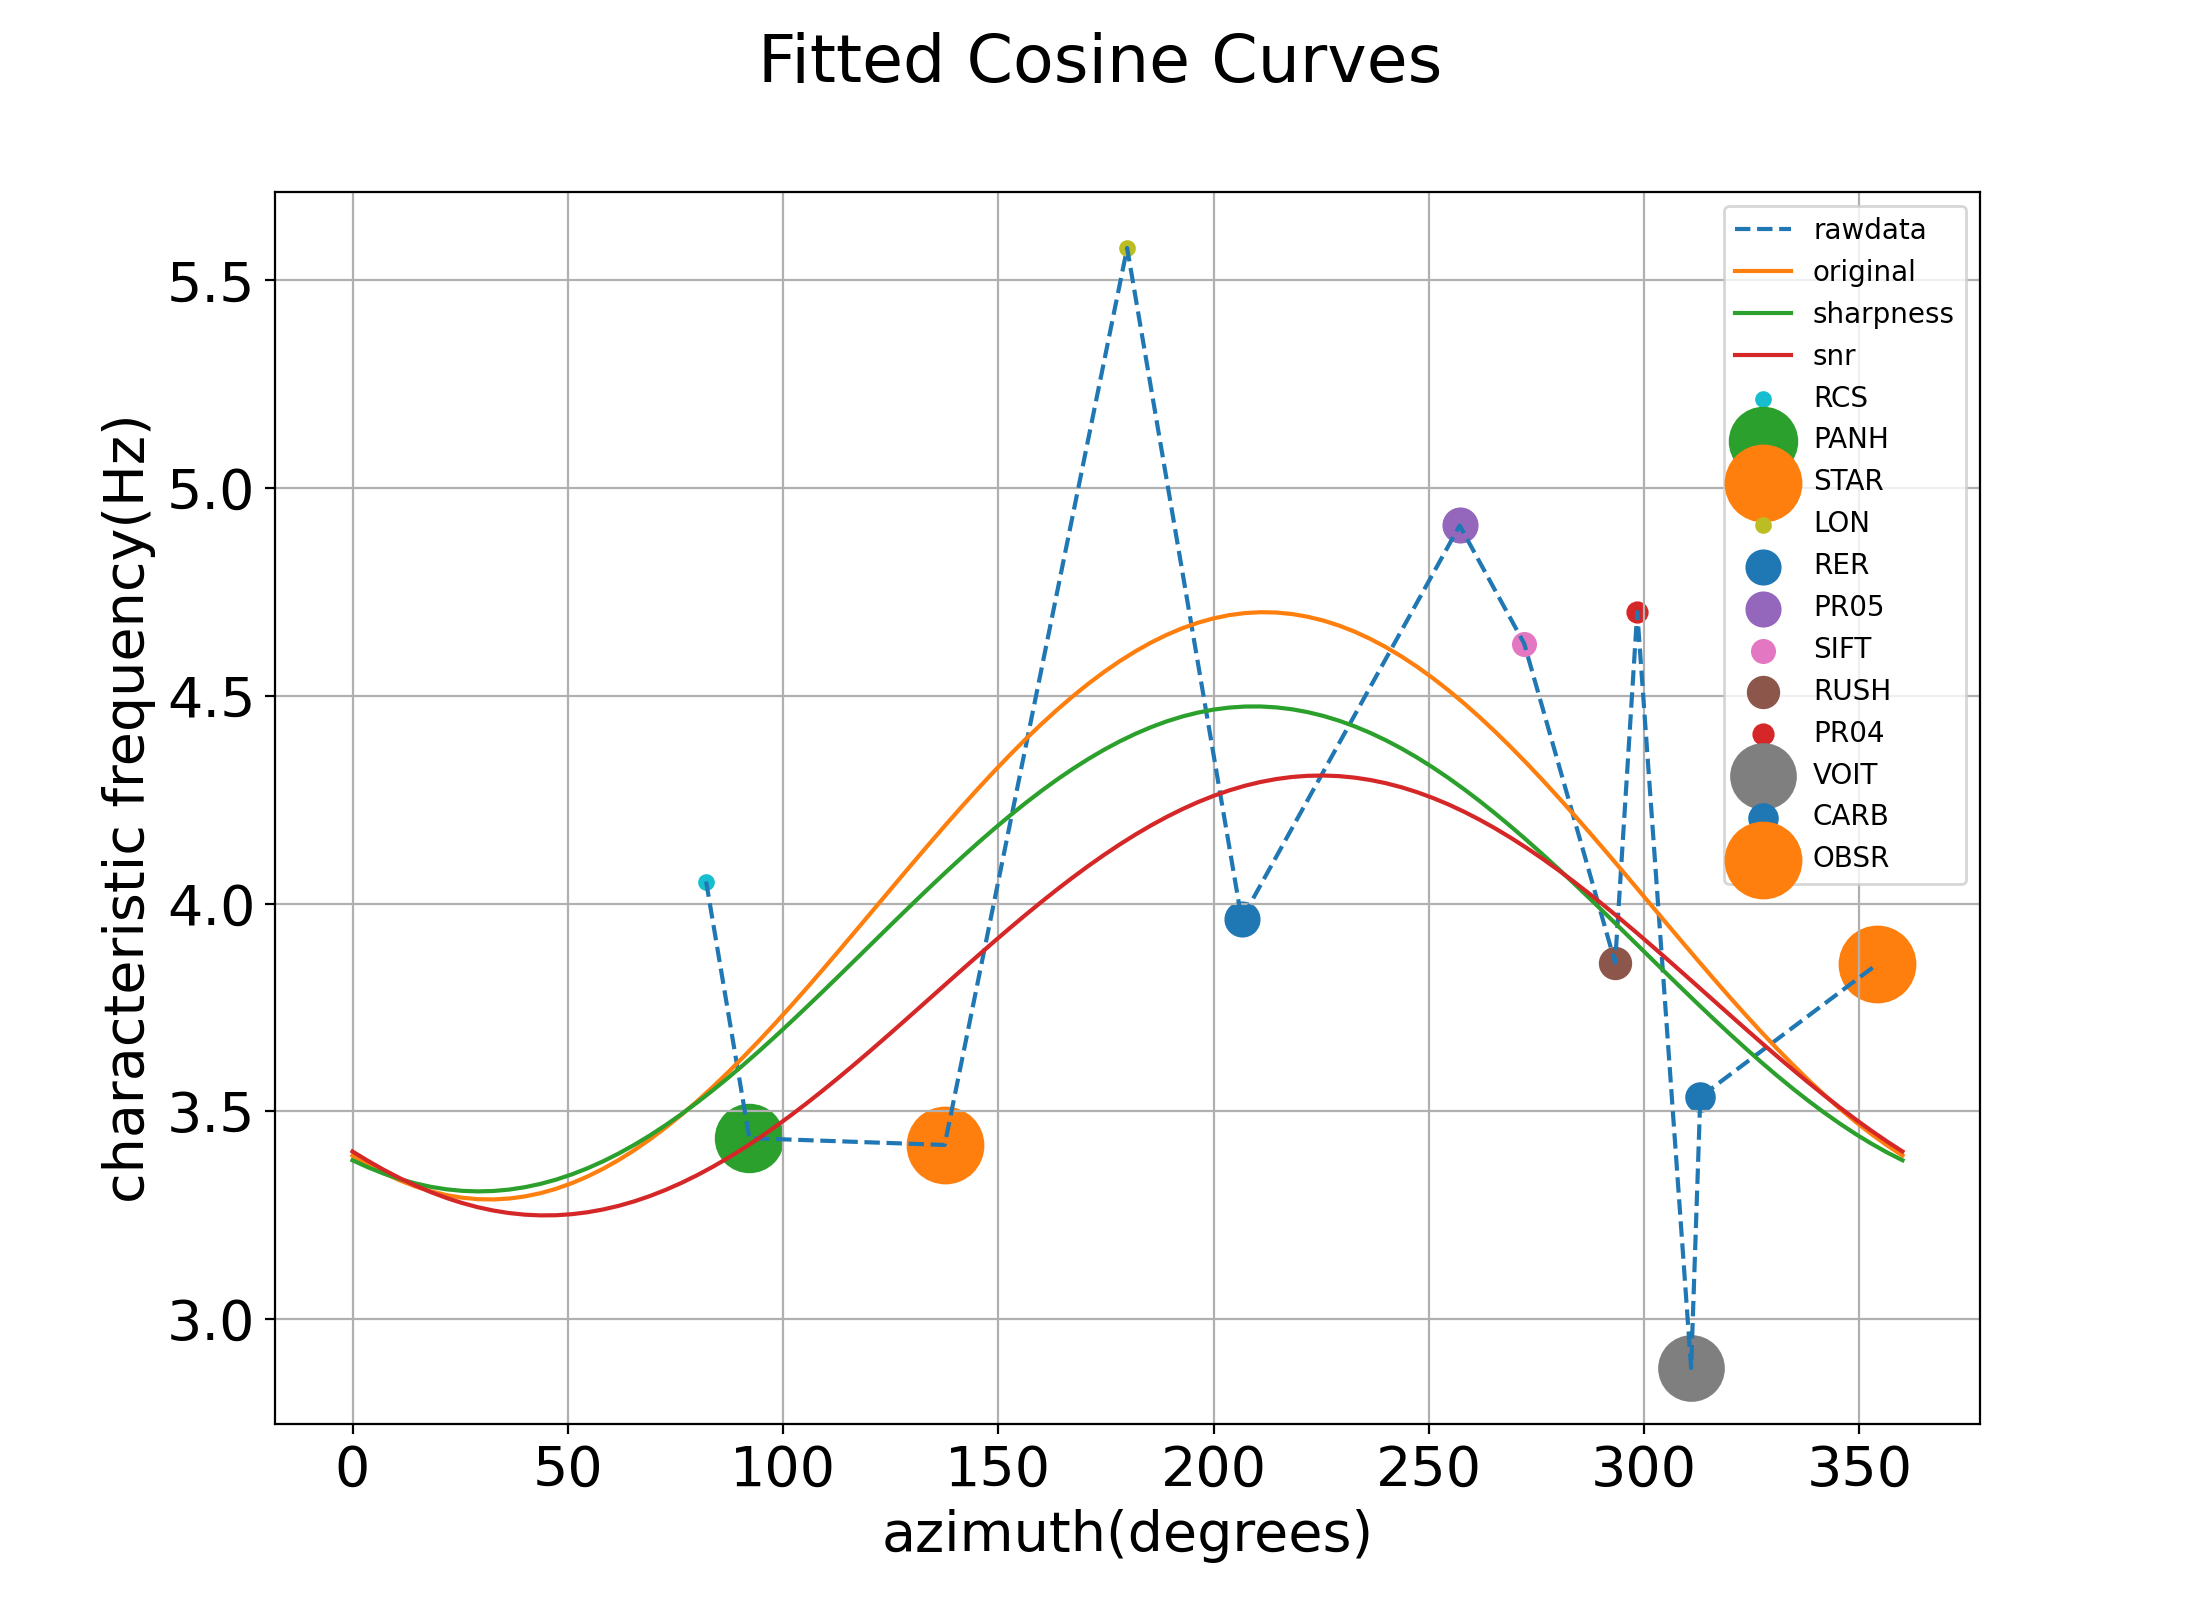 Fitted Cosine Curves
characteristic frequency(Hz)
5.5
5.0
4.5
4.0
3.5
3.0
rawdata
original
sharpness
snr
RCS
PANH
STAR
LON
RER
PR05
SIFT
RUSH
PR04
VOIT
CARB
OBSR
0 50 100 150 200 250 300 350
azimuth(degrees)